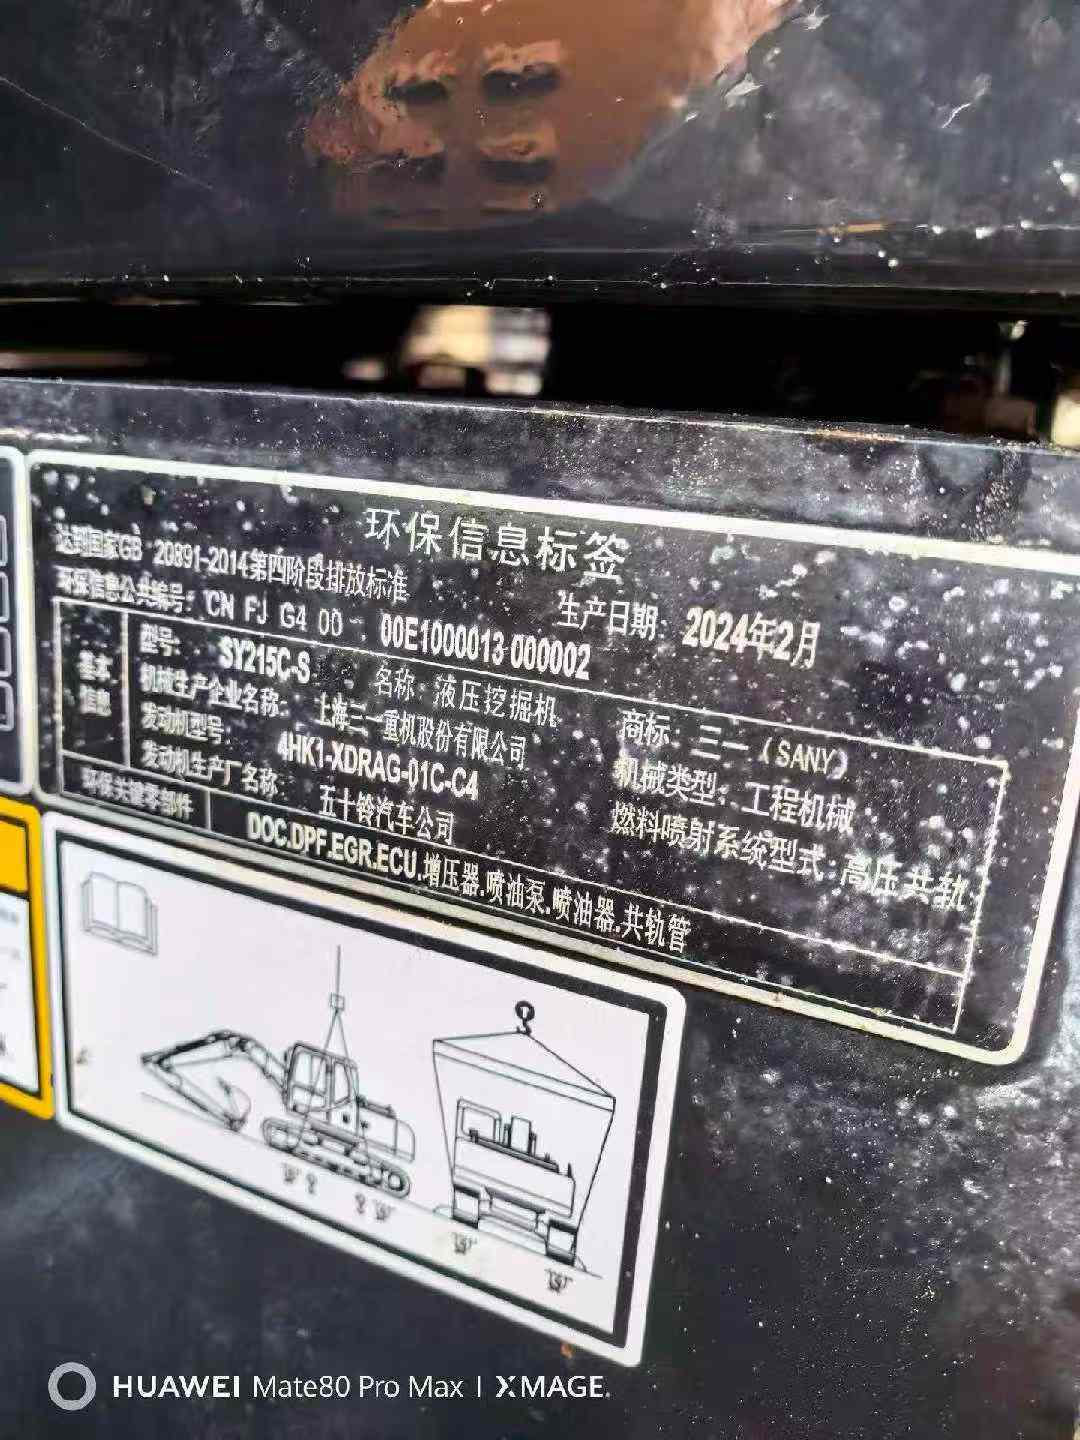 环保信息标签
达到国家GB 20891-2014第四阶段排放标准
生产日期: 2024年2月
环保信息公共编号: CN FJ G4 00 00E1000013 000002
基本信息
型号: SY215C-S 名称: 液压挖掘机 商标: 三一 (SANY)
机械生产企业名称: 上海三一重机股份有限公司 机械类型: 工程机械
发动机型号: 4HK1-XDRAG-01C-C4 燃料喷射系统型式: 高压共轨
发动机生产厂名称: 五十铃汽车公司
环保关键零部件 DOC.DPF.EGR.ECU.增压器.喷油泵.喷油器.共轨管
HUAWEI Mate80 Pro Max | XMAGE